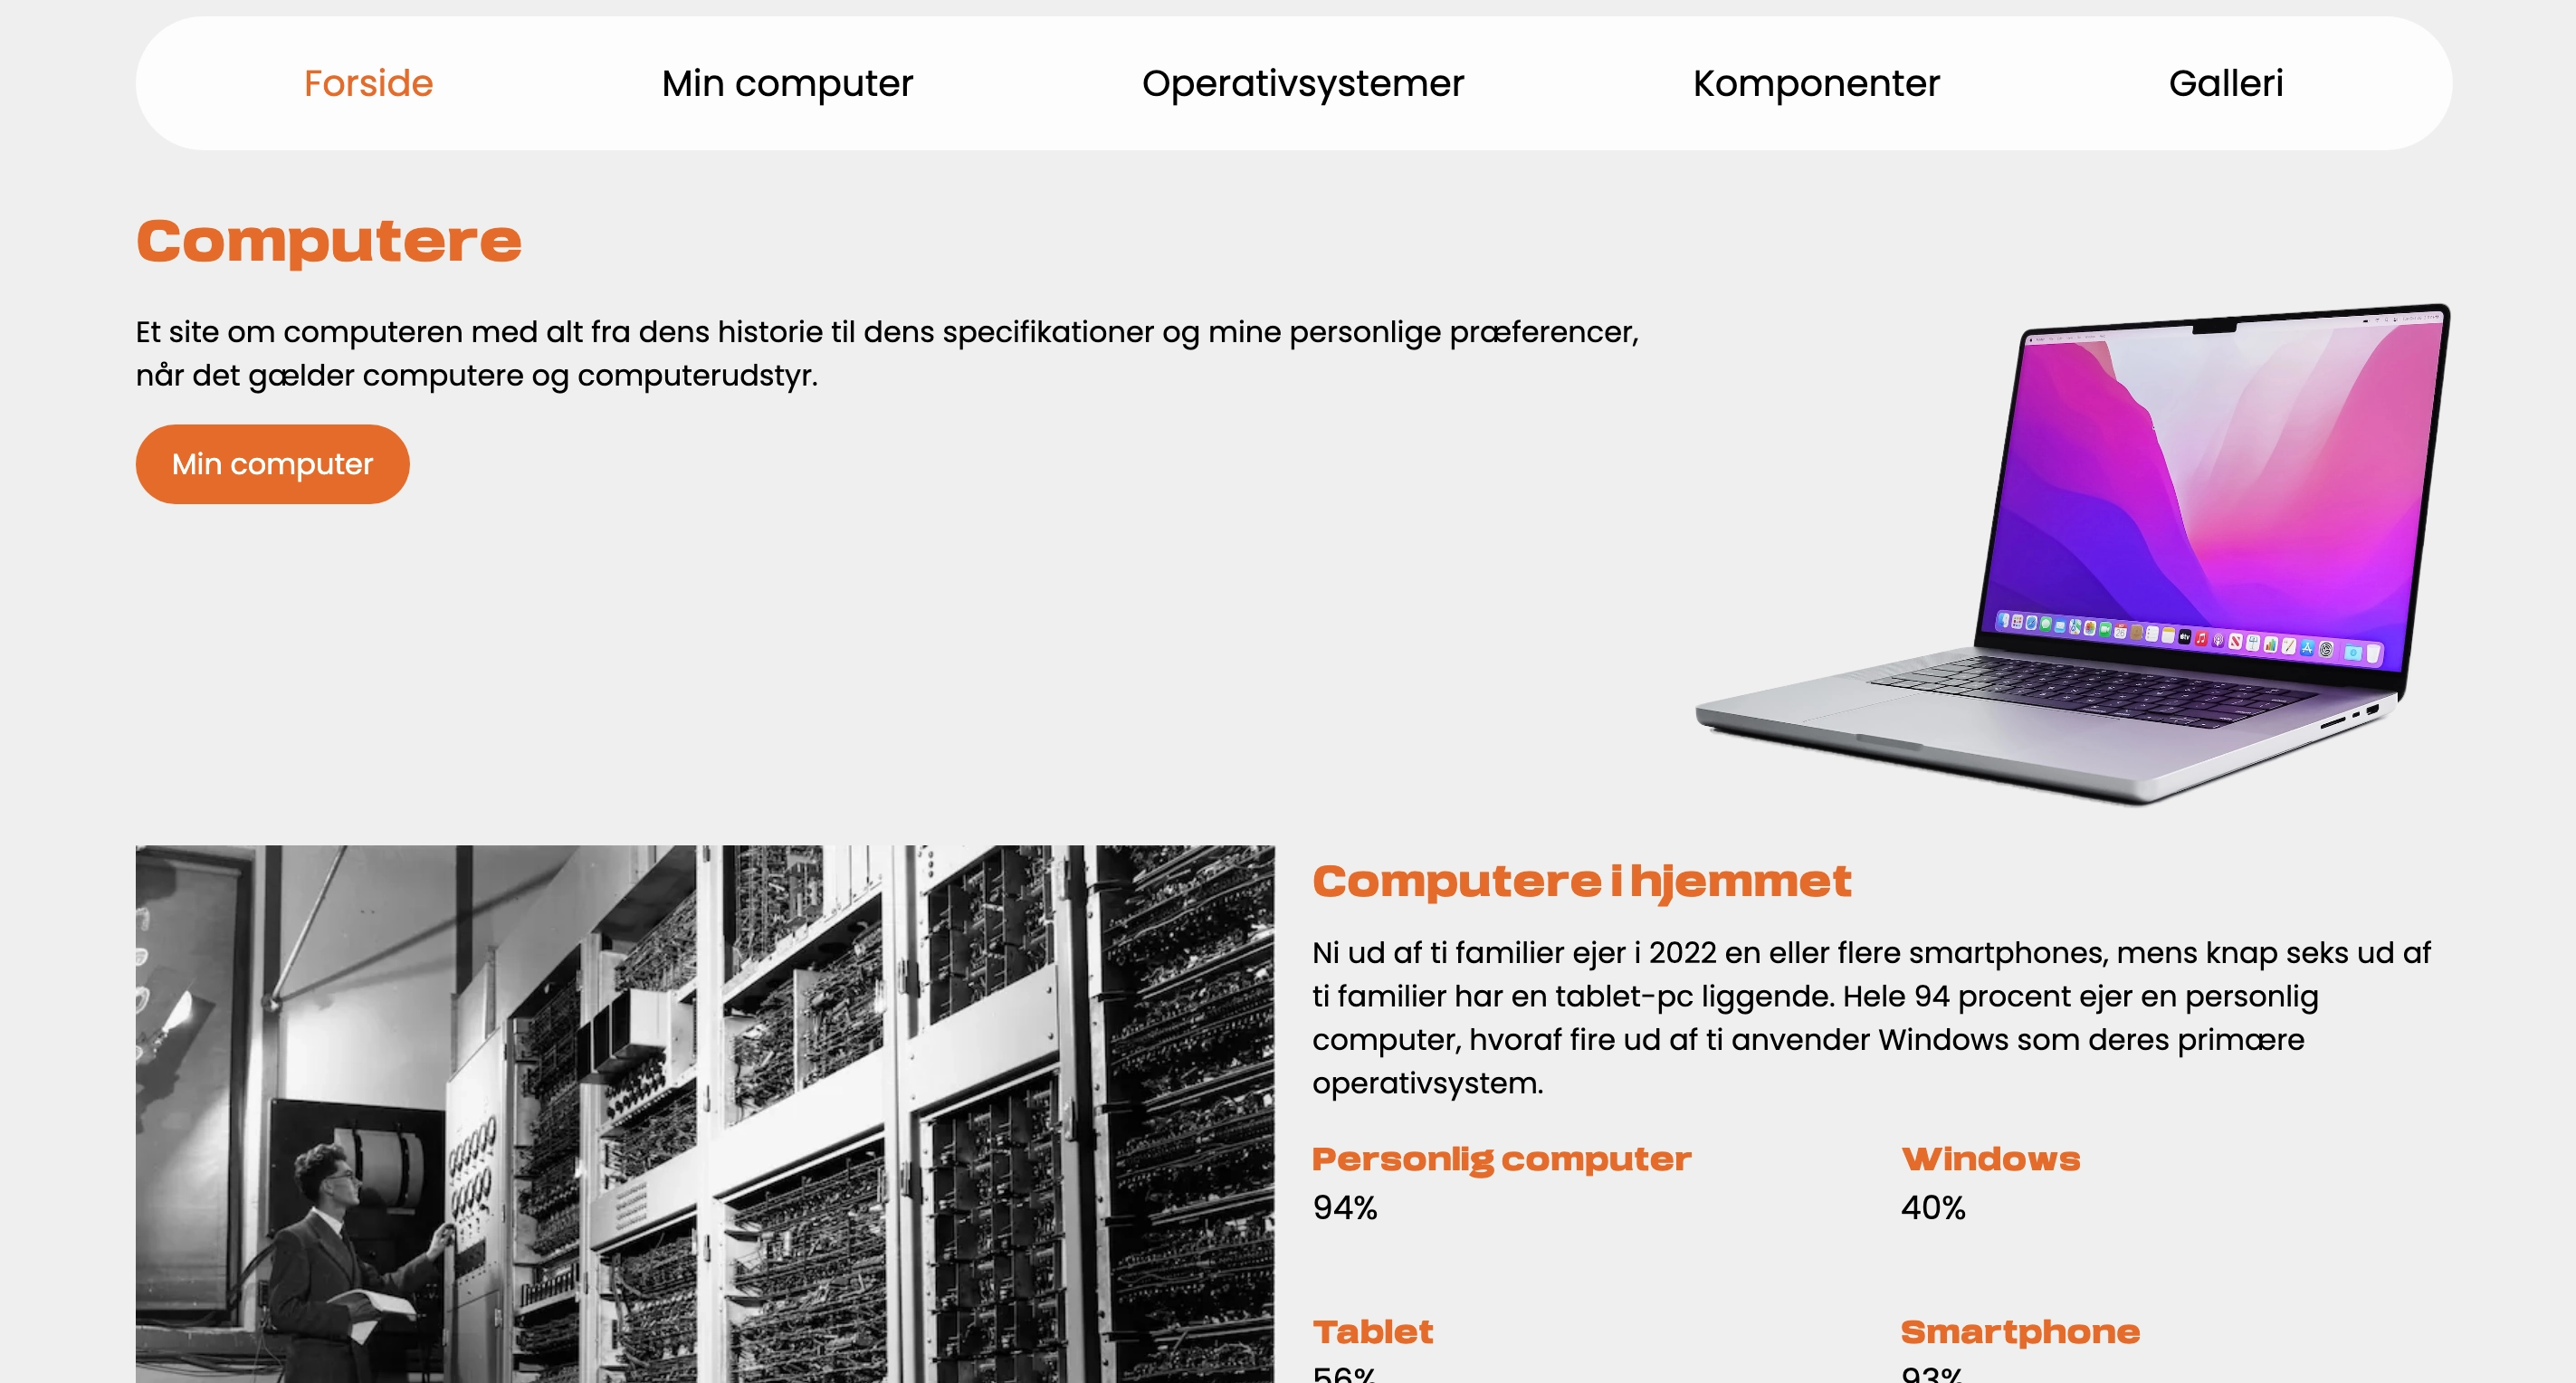 Forside
Min computer
Operativsystemer
Komponenter
Galleri
Computere
Et site om computeren med alt fra dens historie til dens specifikationer og mine personlige præferencer,
når det gælder computere og computerudstyr.
Min computer
Computere i hjemmet
Ni ud af ti familier ejer i 2022 en eller flere smartphones, mens knap seks ud af
ti familier har en tablet-pc liggende. Hele 94 procent ejer en personlig
computer, hvoraf fire ud af ti anvender Windows som deres primære
operativsystem.
Personlig computer
94%
Windows
40%
Tablet
56%
Smartphone
93%